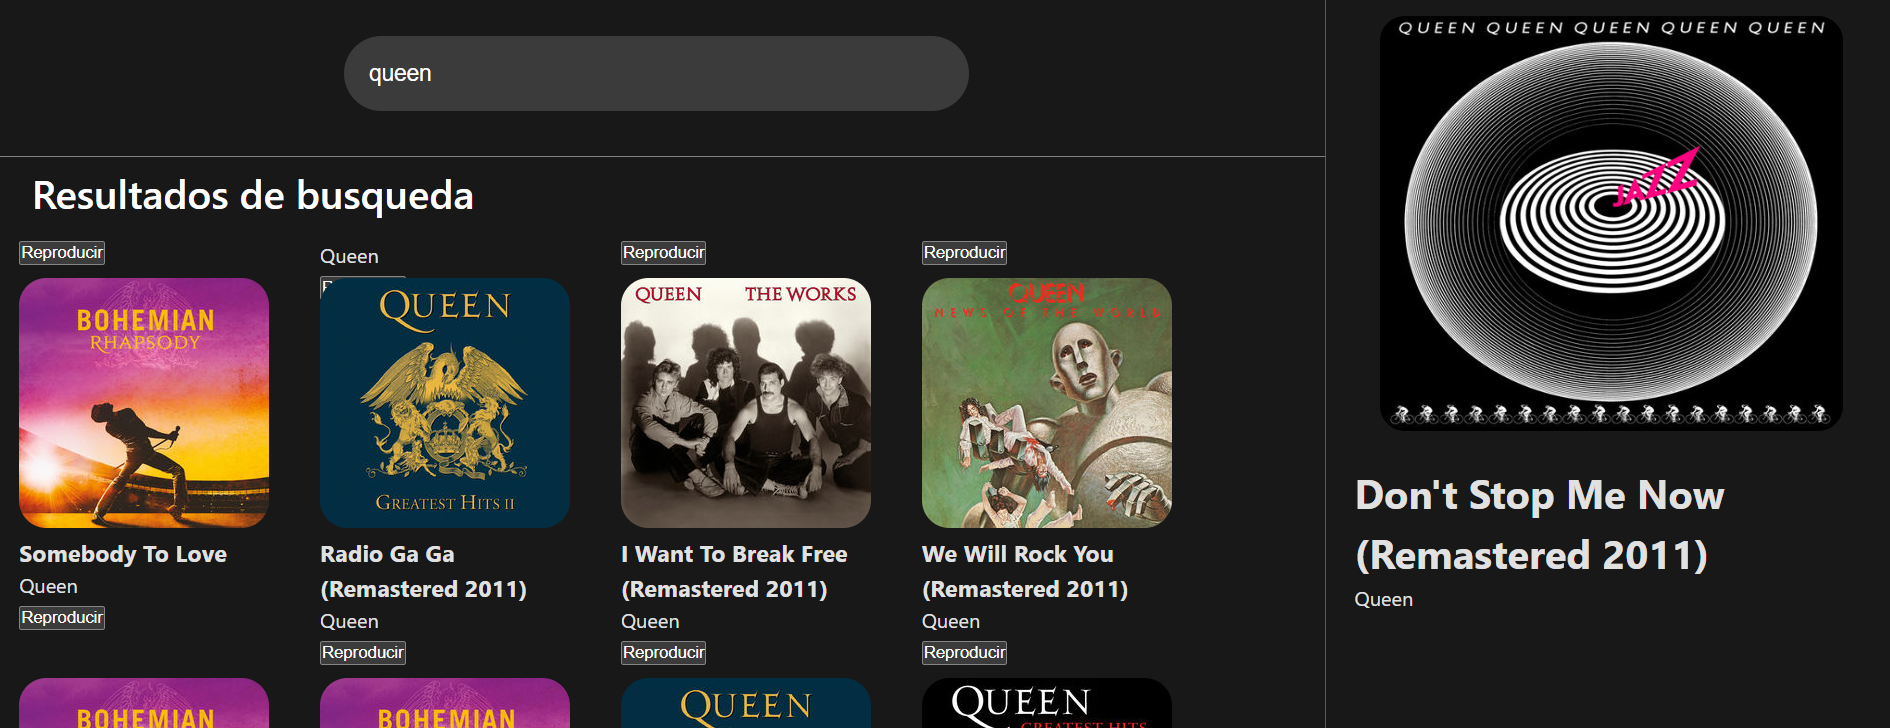 queen
Resultados de busqueda
Reproducir
Queen
Reproducir
Reproducir
BOHEMIAN
RHAPSODY
QUEEN
GREATEST HITS II
QUEEN THE WORKS
QUEEN
NEWS OF THE WORLD
Somebody To Love
Queen
Reproducir
Radio Ga Ga
(Remastered 2011)
Queen
Reproducir
I Want To Break Free
(Remastered 2011)
Queen
Reproducir
We Will Rock You
(Remastered 2011)
Queen
Reproducir
BOHEMIAN
BOHEMIAN
QUEEN
QUEEN
GREATEST HITS
QUEEN QUEEN QUEEN QUEEN QUEEN
JAZZ
Don't Stop Me Now
(Remastered 2011)
Queen